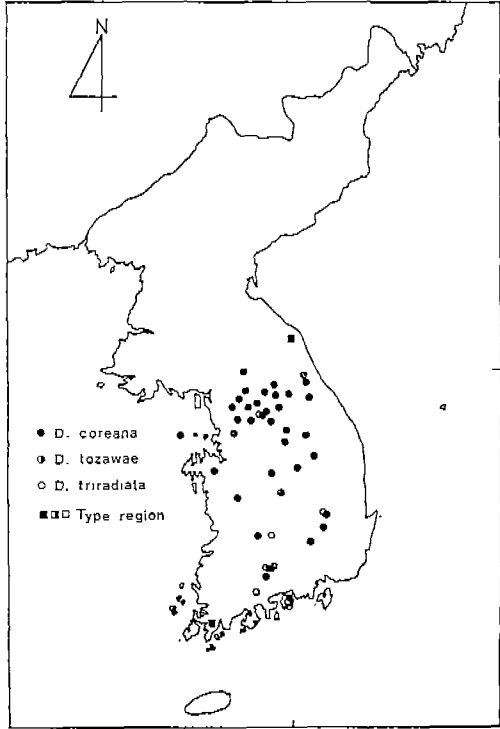 N
● D. coreana
◑ D. tozawae
○ D. triradiata
■◨□ Type region